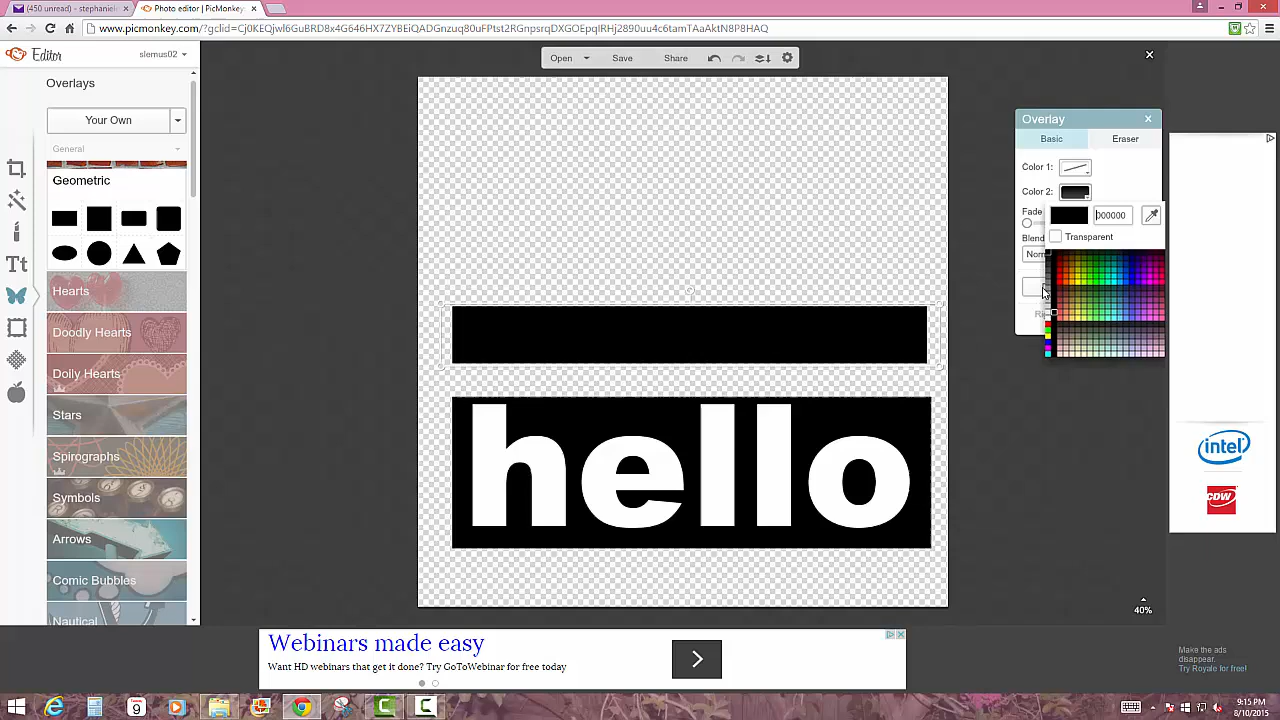 (450 unread) - stephanie
Photo editor | PicMonkey
www.picmonkey.com/?gclid=Cj0KEQjwl6GuBRD8x4G646HX7ZYBEiQADGnzuq80uFPtst2RGnpsrqDXGOEpqlRHj2890uu4c6tamTAaAktN8P8HAQ
Editor
slemus02
Open
Save
Share
Overlays
Your Own
General
Geometric
Hearts
Doodly Hearts
Dolly Hearts
Stars
Spirographs
Symbols
Arrows
Comic Bubbles
Nautical
hello
Overlay
Basic
Eraser
Color 1:
Color 2:
000000
Transparent
Fade
40%
Webinars made easy
Want HD webinars that get it done? Try GoToWebinar for free today
intel
CDW
Make the ads
disappear.
Try Royale for free!
9
9:15 PM
8/10/2015